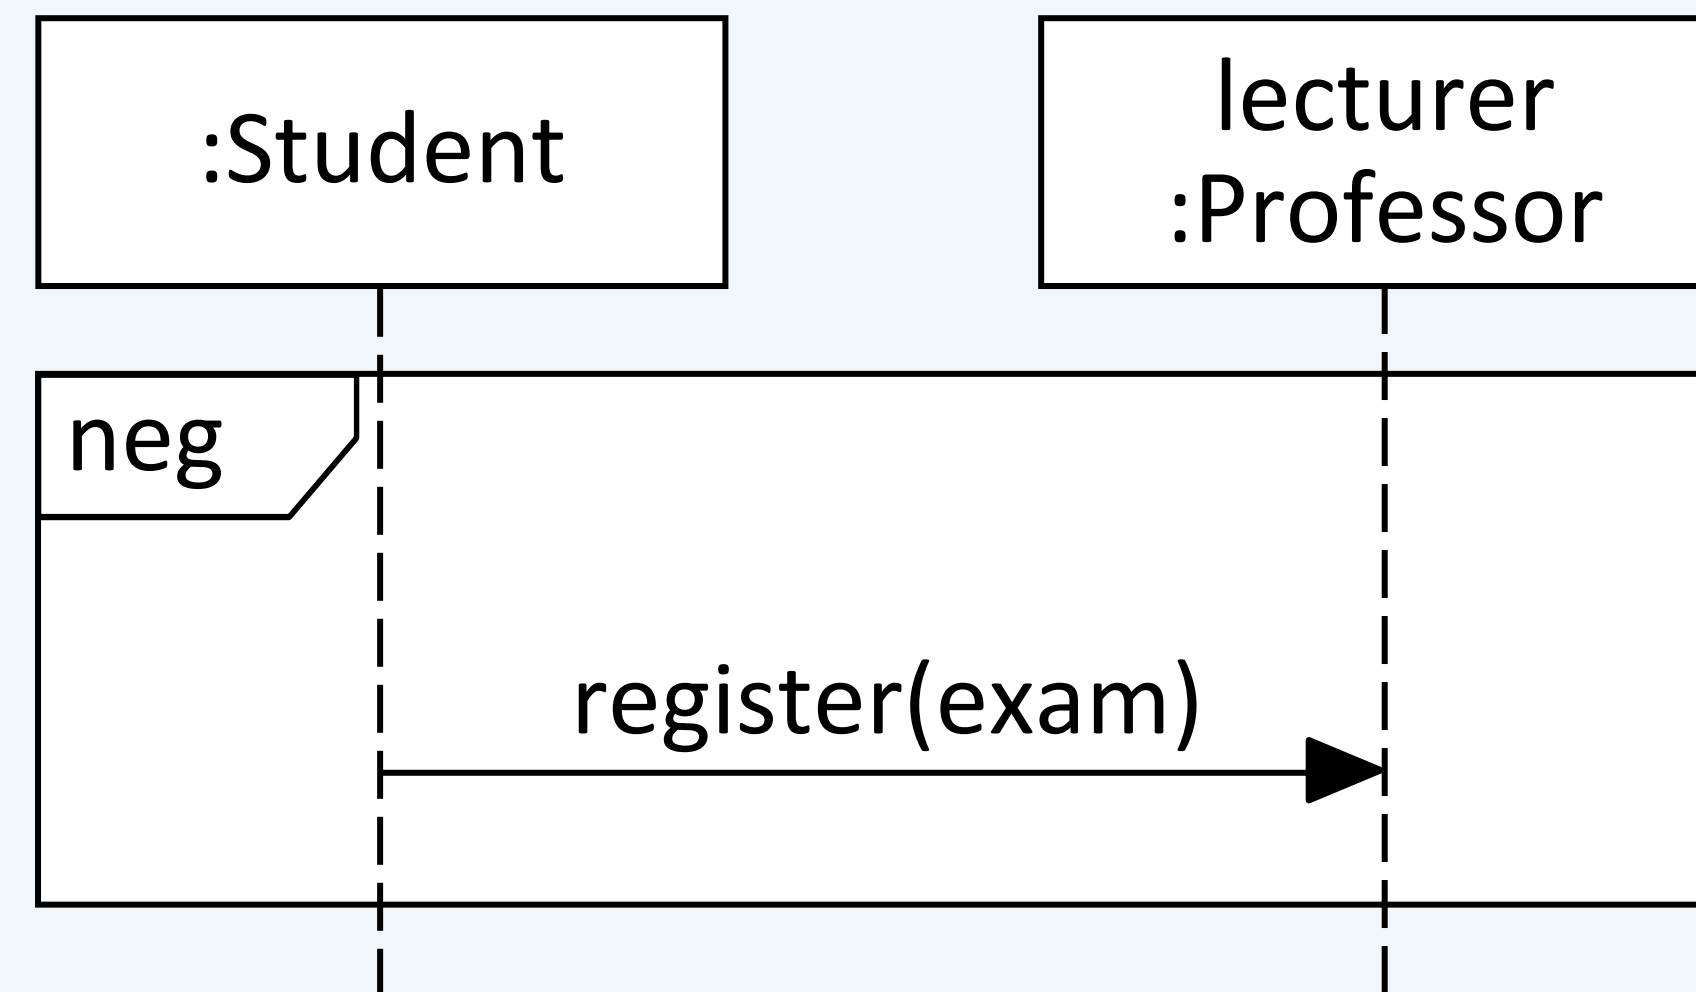 :Student
lecturer
:Professor
neg
register(exam)